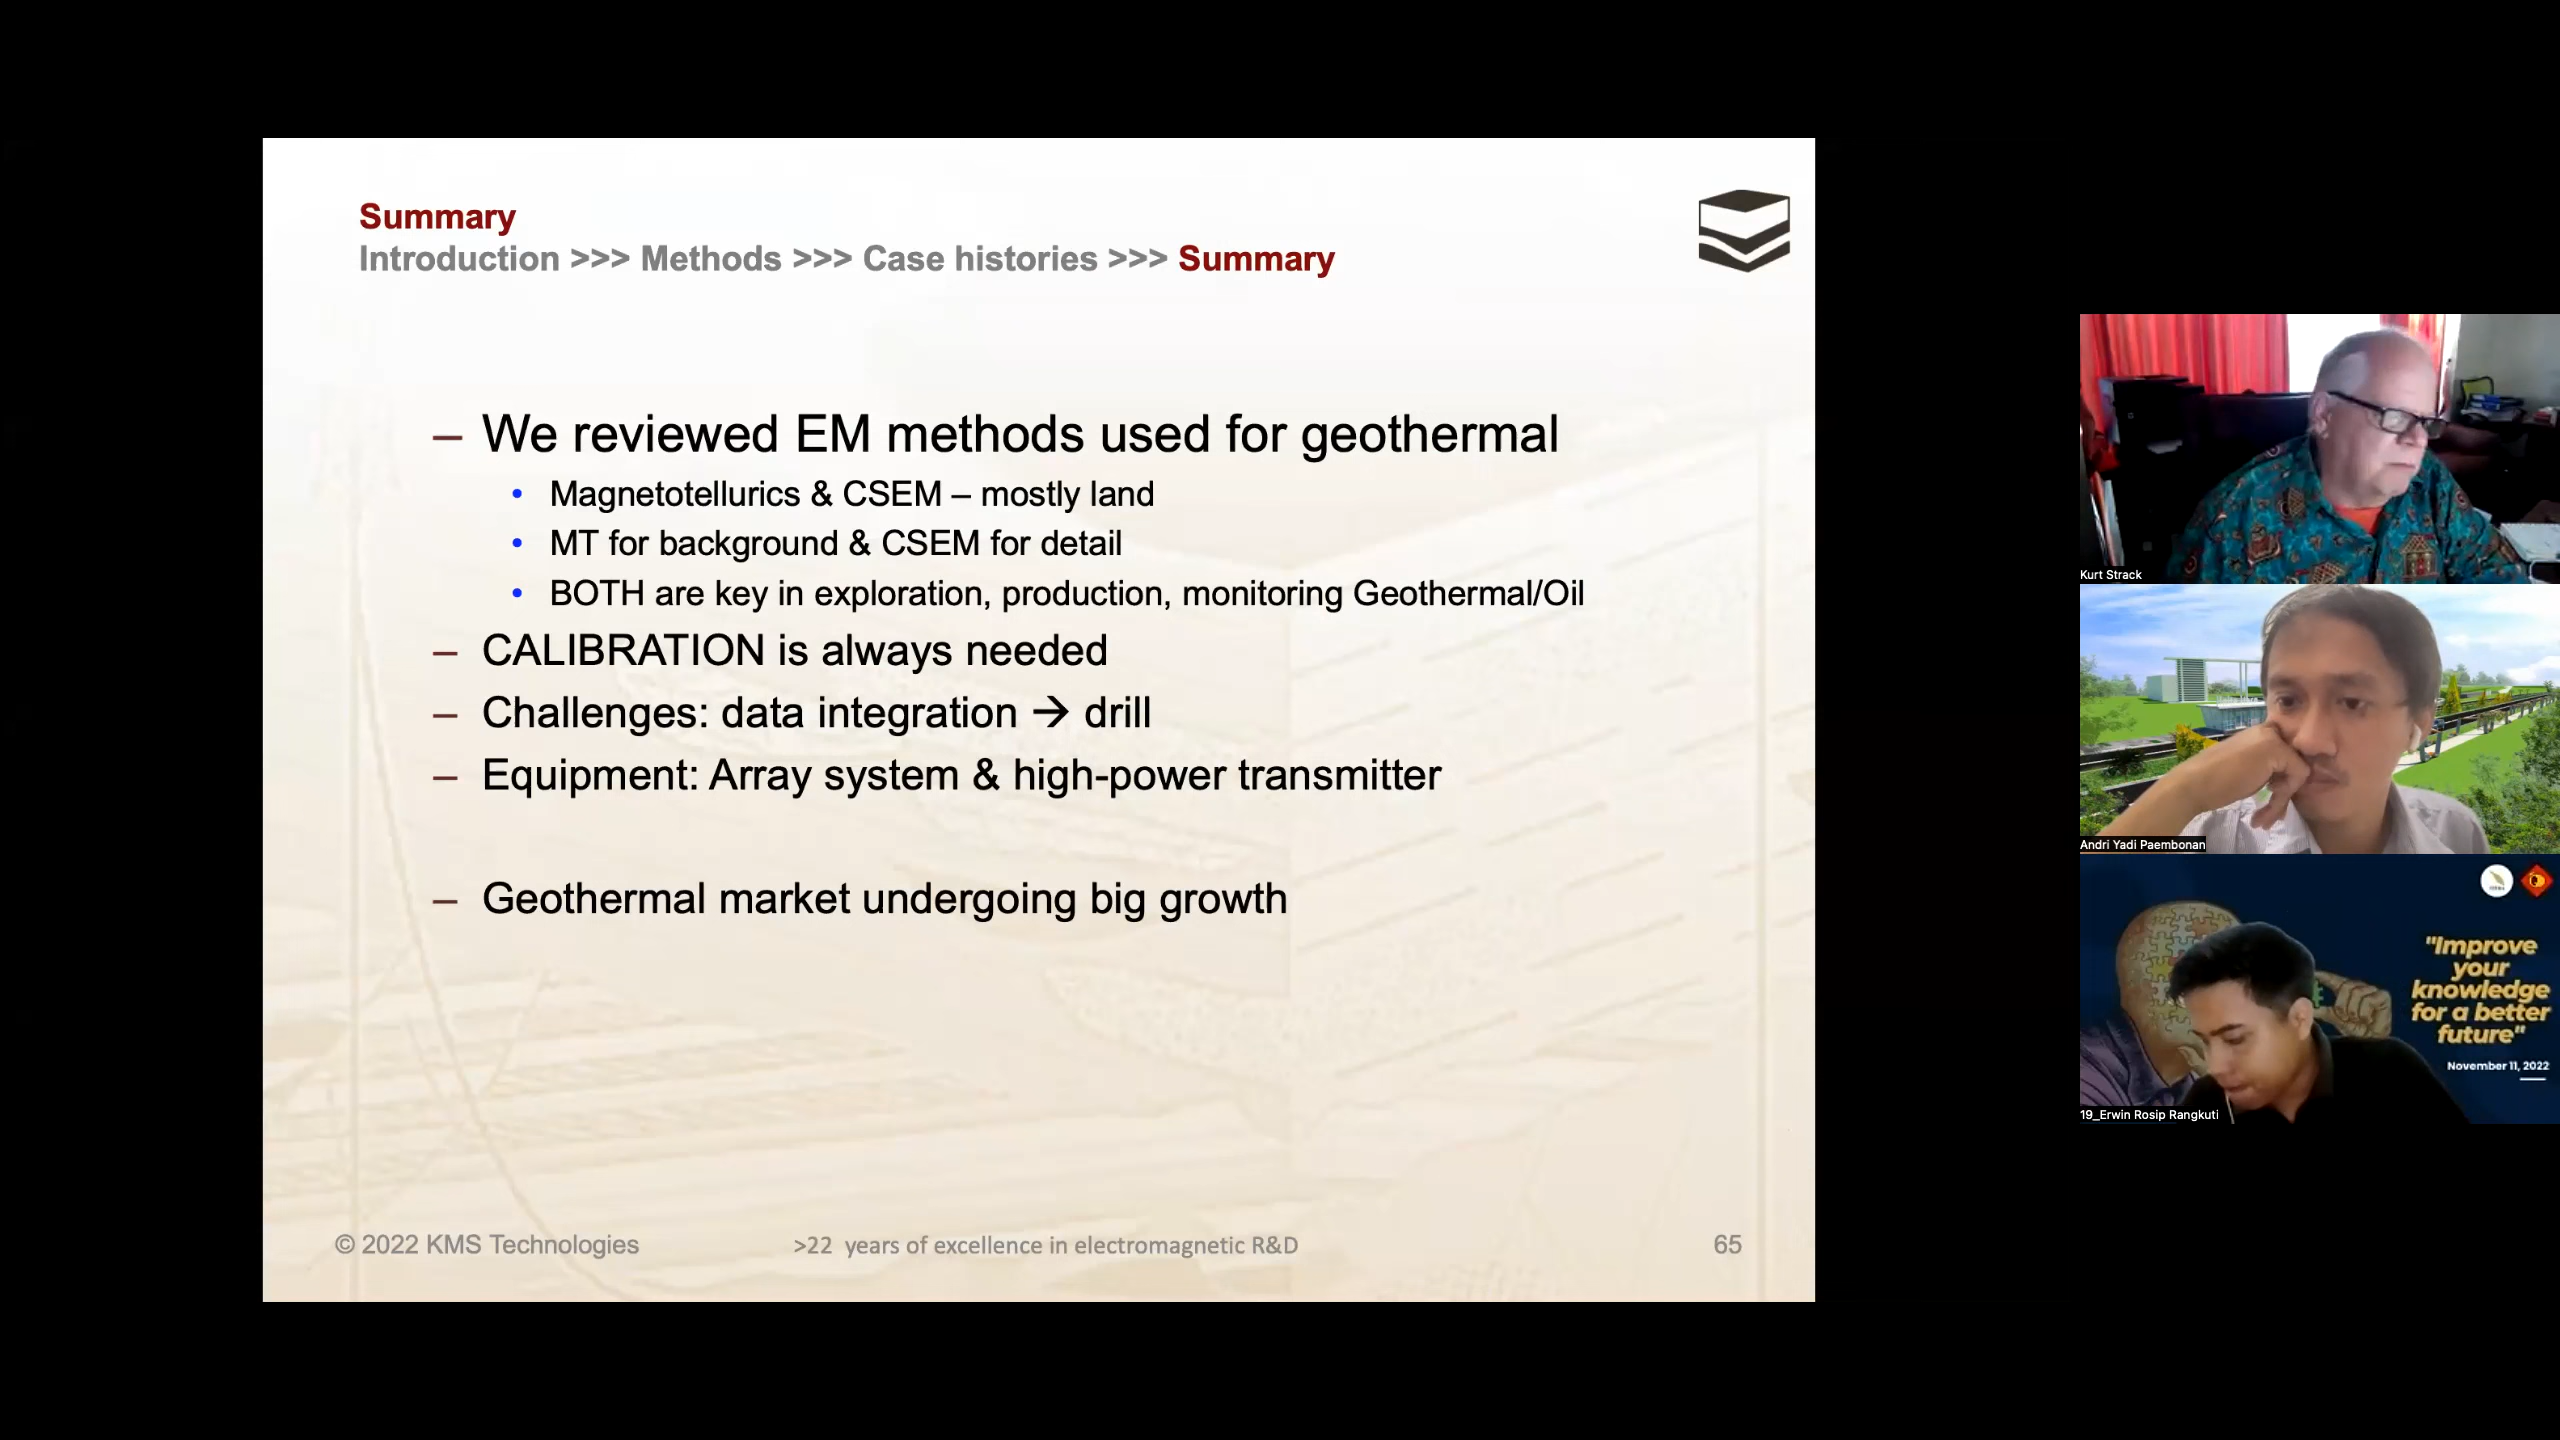 Summary
Introduction >>> Methods >>> Case histories >>> Summary
– We reviewed EM methods used for geothermal
• Magnetotellurics & CSEM – mostly land
• MT for background & CSEM for detail
• BOTH are key in exploration, production, monitoring Geothermal/Oil
– CALIBRATION is always needed
– Challenges: data integration → drill
– Equipment: Array system & high-power transmitter
– Geothermal market undergoing big growth
© 2022 KMS Technologies
>22 years of excellence in electromagnetic R&D
65
Kurt Strack
Andri Yadi Paembonan
"Improve
your
knowledge
for a better
future"
November 11, 2022
19_Erwin Rosip Rangkuti